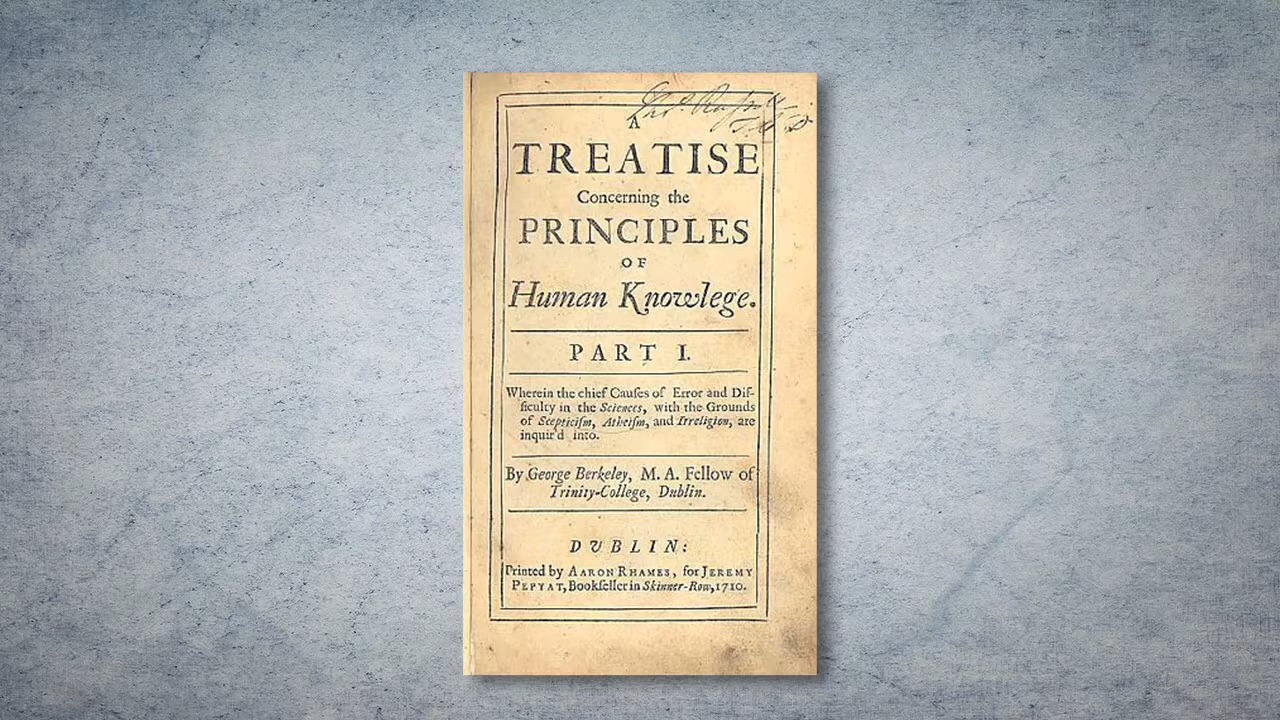 A
TREATISE
Concerning the
PRINCIPLES
OF
Human Knowlege.
PART I.
Wherein the chief Cauſes of Error and Dif-
ficulty in the Sciences, with the Grounds
of Scepticiſm, Atheiſm, and Irreligion, are
inquir'd into.
By George Berkeley, M. A. Fellow of
Trinity-College, Dublin.
DUBLIN:
Printed by AARON RHAMES, for JEREMY
PEPYAT, Bookſeller in Skinner-Row, 1710.